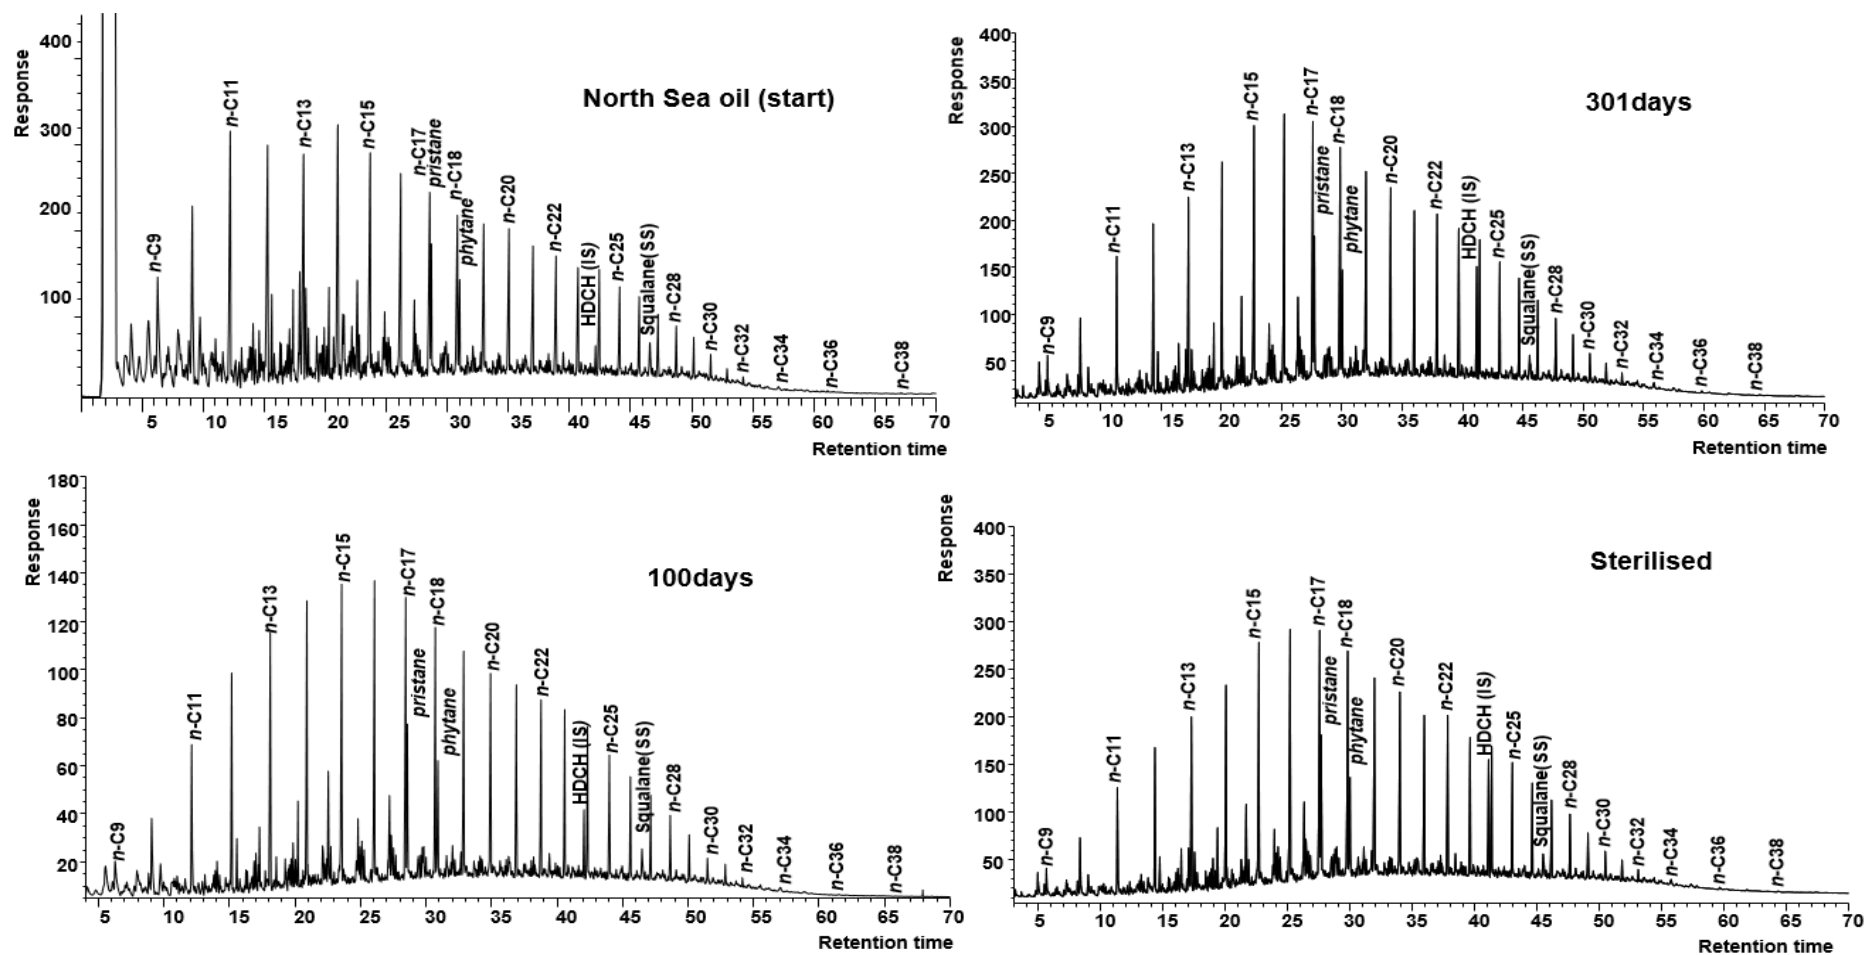 North Sea oil (start)
Response
400
300
200
100
n-C9
n-C11
n-C13
n-C15
n-C17
pristane
n-C18
phytane
n-C20
n-C22
HDCH (IS)
n-C25
Squalane(SS)
n-C28
n-C30
n-C32
n-C34
n-C36
n-C38
5 10 15 20 25 30 35 40 45 50 55 60 65 70
Retention time
301days
Response
400
350
300
250
200
150
100
50
n-C9
n-C11
n-C13
n-C15
n-C17
pristane
n-C18
phytane
n-C20
n-C22
HDCH (IS)
n-C25
Squalane(SS)
n-C28
n-C30
n-C32
n-C34
n-C36
n-C38
5 10 15 20 25 30 35 40 45 50 55 60 65 70
Retention time
100days
Response
180
160
140
120
100
80
60
40
20
n-C9
n-C11
n-C13
n-C15
n-C17
pristane
n-C18
phytane
n-C20
n-C22
HDCH (IS)
n-C25
Squalane(SS)
n-C28
n-C30
n-C32
n-C34
n-C36
n-C38
5 10 15 20 25 30 35 40 45 50 55 60 65 70
Retention time
Sterilised
Response
400
350
300
250
200
150
100
50
n-C9
n-C11
n-C13
n-C15
n-C17
pristane
n-C18
phytane
n-C20
n-C22
HDCH (IS)
n-C25
Squalane(SS)
n-C28
n-C30
n-C32
n-C34
n-C36
n-C38
5 10 15 20 25 30 35 40 45 50 55 60 65 70
Retention time